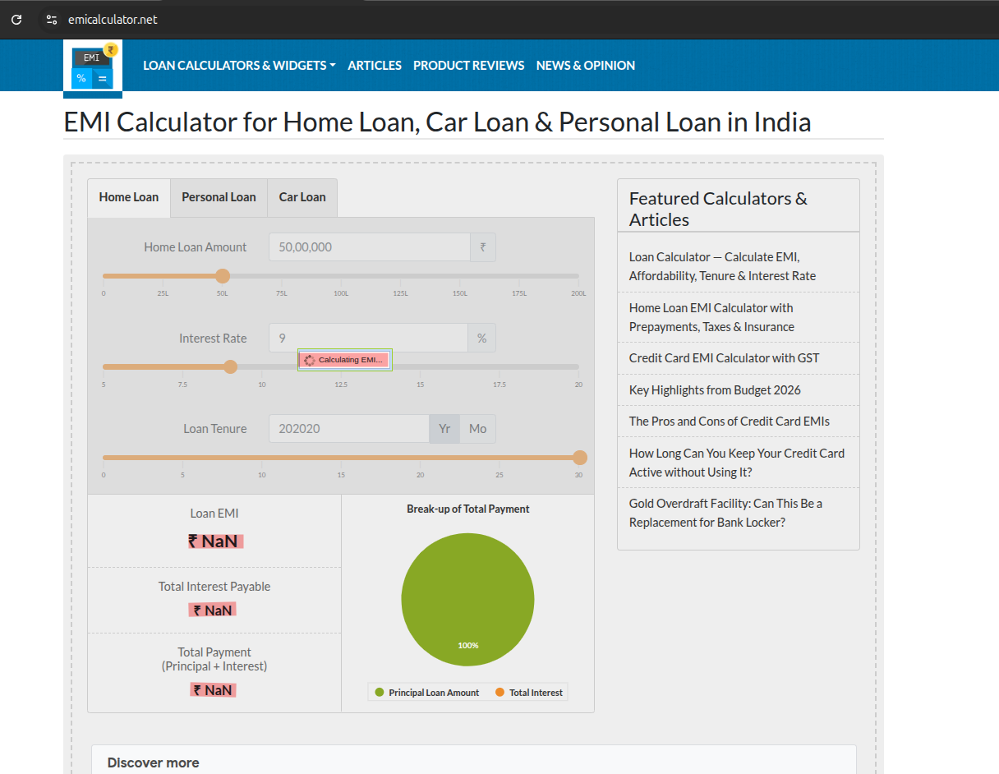 emicalculator.net
EMI ₹
% =
LOAN CALCULATORS & WIDGETS ARTICLES PRODUCT REVIEWS NEWS & OPINION
EMI Calculator for Home Loan, Car Loan & Personal Loan in India
Home Loan Personal Loan Car Loan
Home Loan Amount 50,00,000 ₹
0 25L 50L 75L 100L 125L 150L 175L 200L
Interest Rate 9 %
Calculating EMI...
5 7.5 10 12.5 15 17.5 20
Loan Tenure 202020 Yr Mo
0 5 10 15 20 25 30
Loan EMI
₹ NaN
Total Interest Payable
₹ NaN
Total Payment
(Principal + Interest)
₹ NaN
Break-up of Total Payment
100%
Principal Loan Amount Total Interest
Featured Calculators &
Articles
Loan Calculator — Calculate EMI,
Affordability, Tenure & Interest Rate
Home Loan EMI Calculator with
Prepayments, Taxes & Insurance
Credit Card EMI Calculator with GST
Key Highlights from Budget 2026
The Pros and Cons of Credit Card EMIs
How Long Can You Keep Your Credit Card
Active without Using It?
Gold Overdraft Facility: Can This Be a
Replacement for Bank Locker?
Discover more